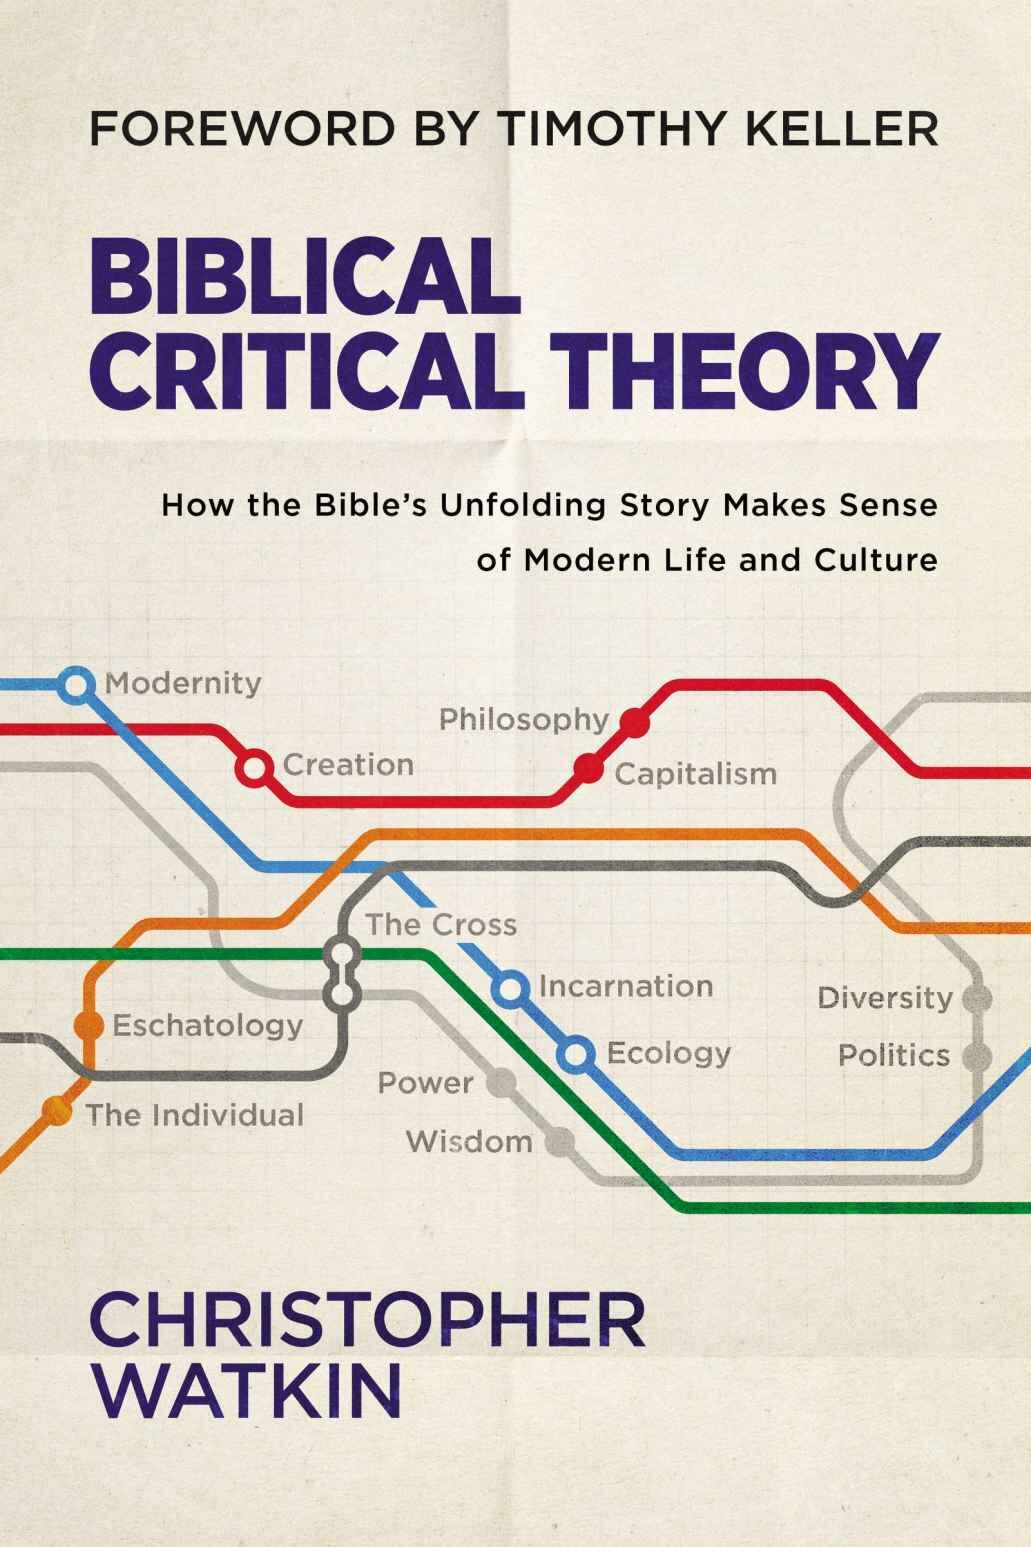 FOREWORD BY TIMOTHY KELLER
BIBLICAL
CRITICAL THEORY
How the Bible's Unfolding Story Makes Sense
of Modern Life and Culture
Modernity
Philosophy
Creation
Capitalism
The Cross
Incarnation
Diversity
Eschatology
Ecology
Politics
Power
The Individual
Wisdom
CHRISTOPHER
WATKIN